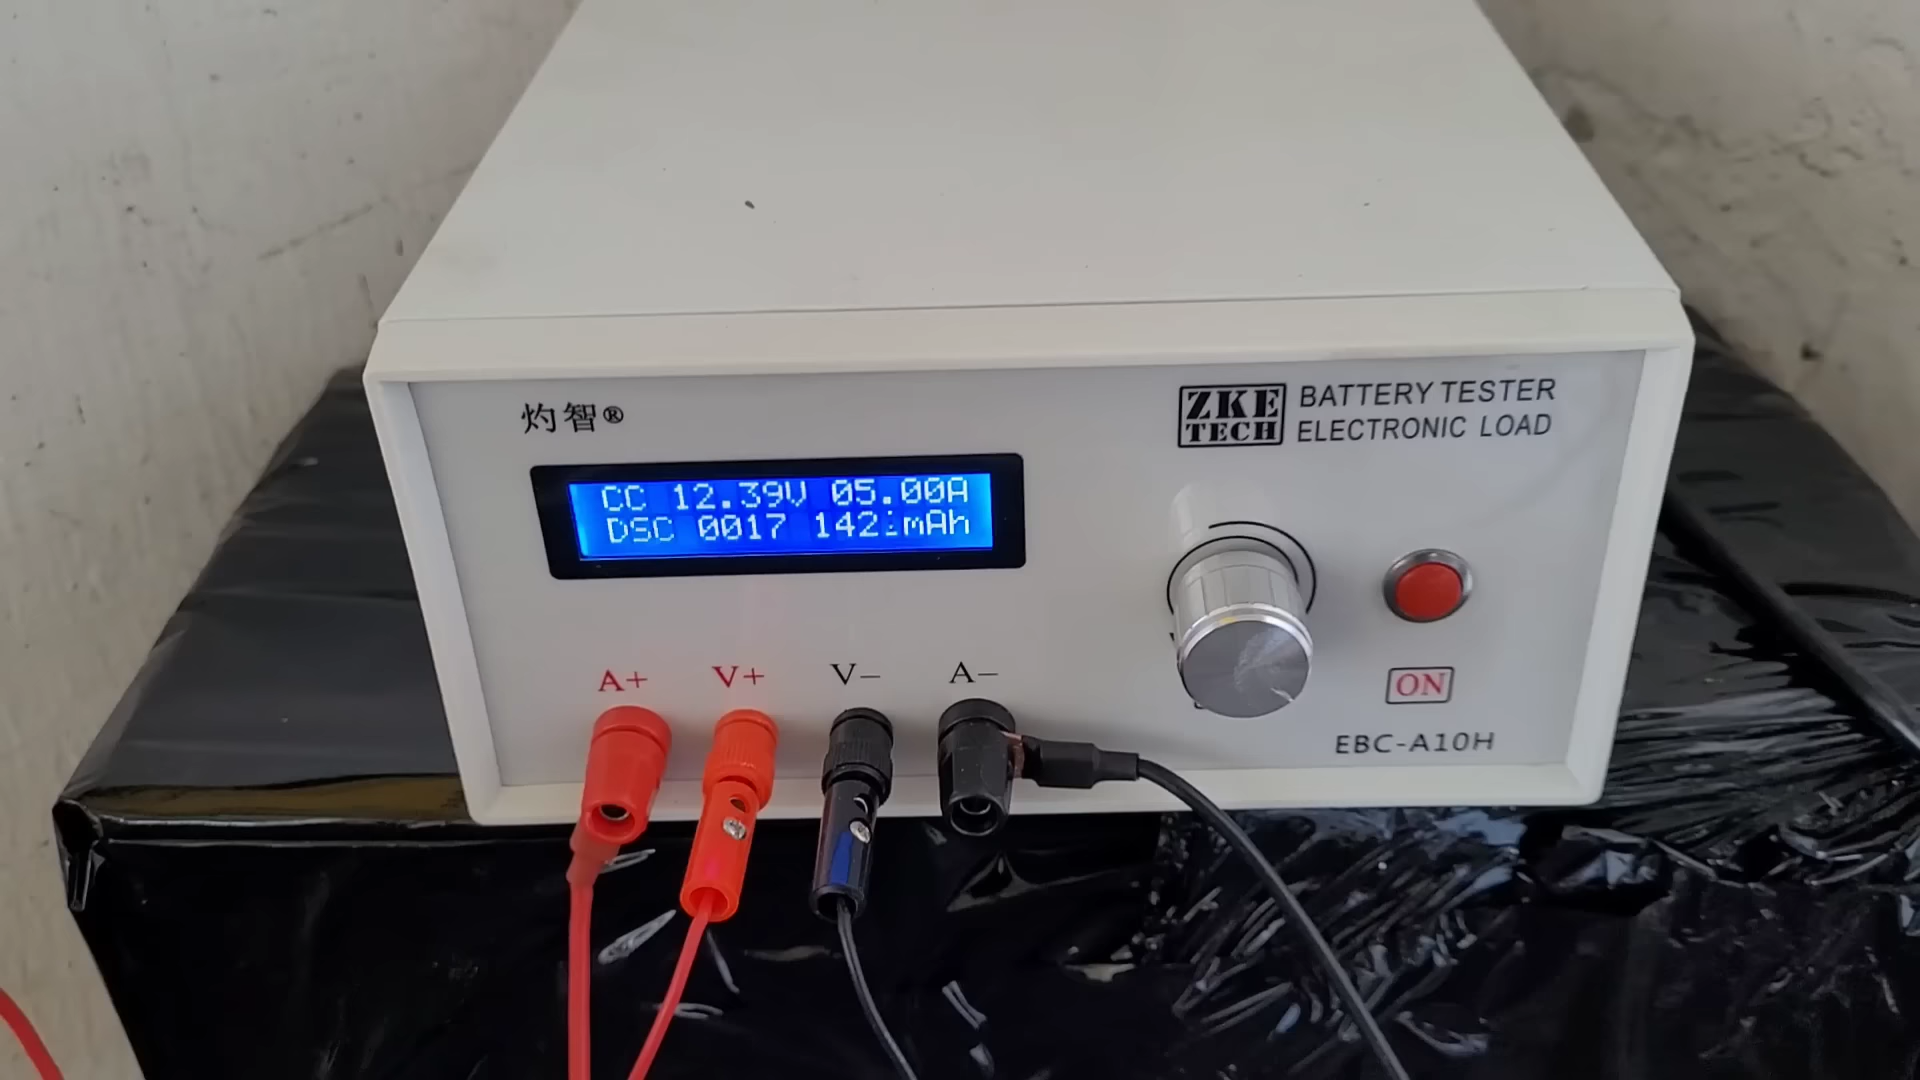 灼智®
ZKE
TECH
BATTERY TESTER
ELECTRONIC LOAD
CC 12.39V 05.00A
DSC 0017 142 mAh
A+ V+ V− A−
ON
EBC-A10H